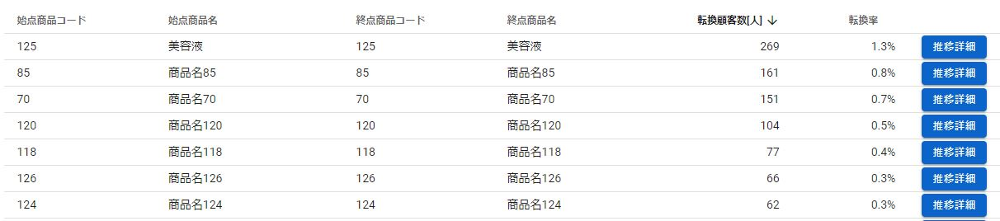 始点商品コード 始点商品名 終点商品コード 終点商品名 転換顧客数[人] ↓ 転換率
125 美容液 125 美容液 269 1.3% 推移詳細
85 商品名85 85 商品名85 161 0.8% 推移詳細
70 商品名70 70 商品名70 151 0.7% 推移詳細
120 商品名120 120 商品名120 104 0.5% 推移詳細
118 商品名118 118 商品名118 77 0.4% 推移詳細
126 商品名126 126 商品名126 66 0.3% 推移詳細
124 商品名124 124 商品名124 62 0.3% 推移詳細